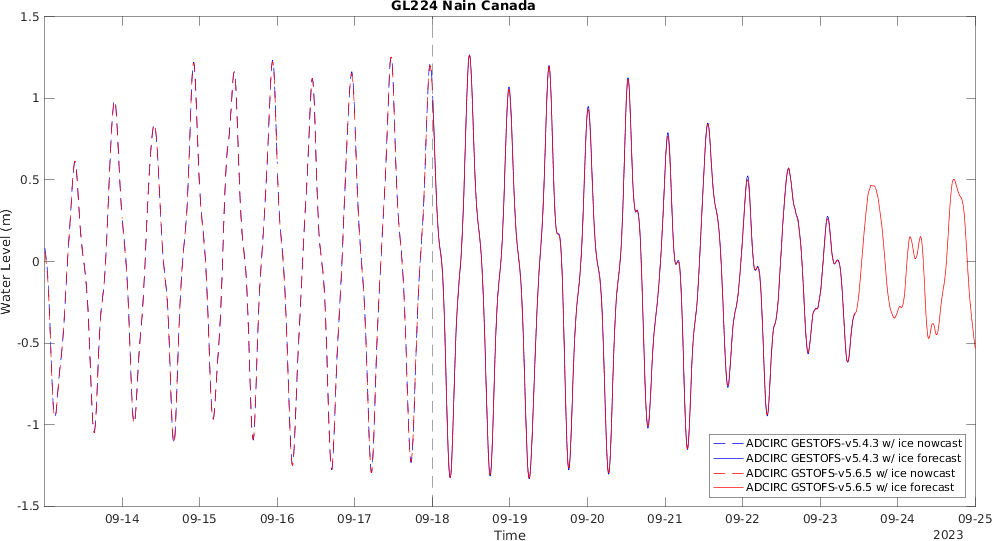 GL224 Nain Canada
1.5
1
0.5
0
-0.5
-1
-1.5
Water Level (m)
ADCIRC GESTOFS-v5.4.3 w/ ice nowcast
ADCIRC GESTOFS-v5.4.3 w/ ice forecast
ADCIRC GSTOFS-v5.6.5 w/ ice nowcast
ADCIRC GSTOFS-v5.6.5 w/ ice forecast
09-14 09-15 09-16 09-17 09-18 09-19 09-20 09-21 09-22 09-23 09-24 09-25
Time
2023